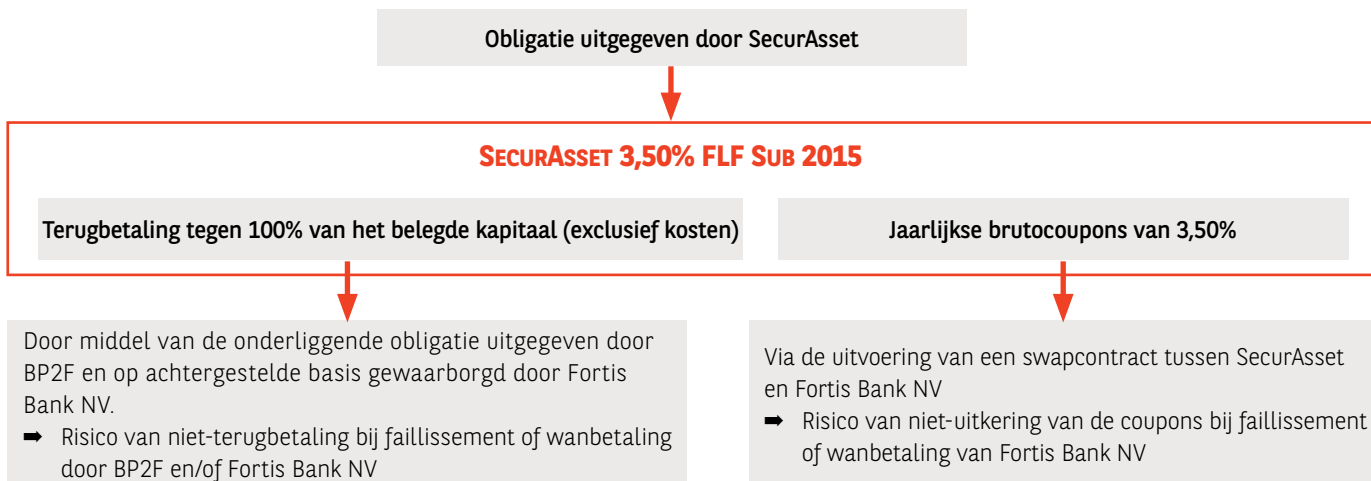 Obligatie uitgegeven door SecurAsset
SECURASSET 3,50% FLF SUB 2015
Terugbetaling tegen 100% van het belegde kapitaal (exclusief kosten)
Jaarlijkse brutocoupons van 3,50%
Door middel van de onderliggende obligatie uitgegeven door
BP2F en op achtergestelde basis gewaarborgd door Fortis
Bank NV.
➡ Risico van niet-terugbetaling bij faillissement of wanbetaling
door BP2F en/of Fortis Bank NV
Via de uitvoering van een swapcontract tussen SecurAsset
en Fortis Bank NV
➡ Risico van niet-uitkering van de coupons bij faillissement
of wanbetaling van Fortis Bank NV